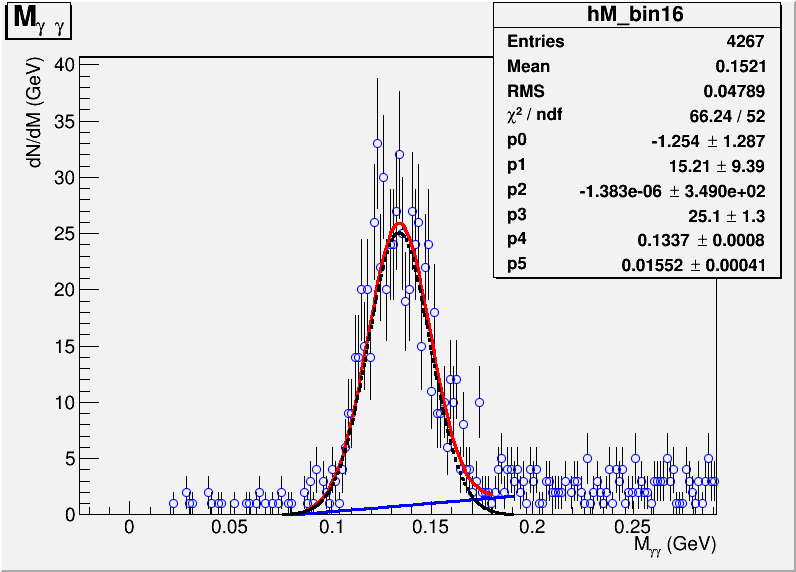 M γ γ
hM_bin16
Entries 4267
Mean 0.1521
RMS 0.04789
χ² / ndf 66.24 / 52
p0 -1.254 ± 1.287
p1 15.21 ± 9.39
p2 -1.383e-06 ± 3.490e+02
p3 25.1 ± 1.3
p4 0.1337 ± 0.0008
p5 0.01552 ± 0.00041
dN/dM (GeV)
40
35
30
25
20
15
10
5
0
0 0.05 0.1 0.15 0.2 0.25
M γγ (GeV)